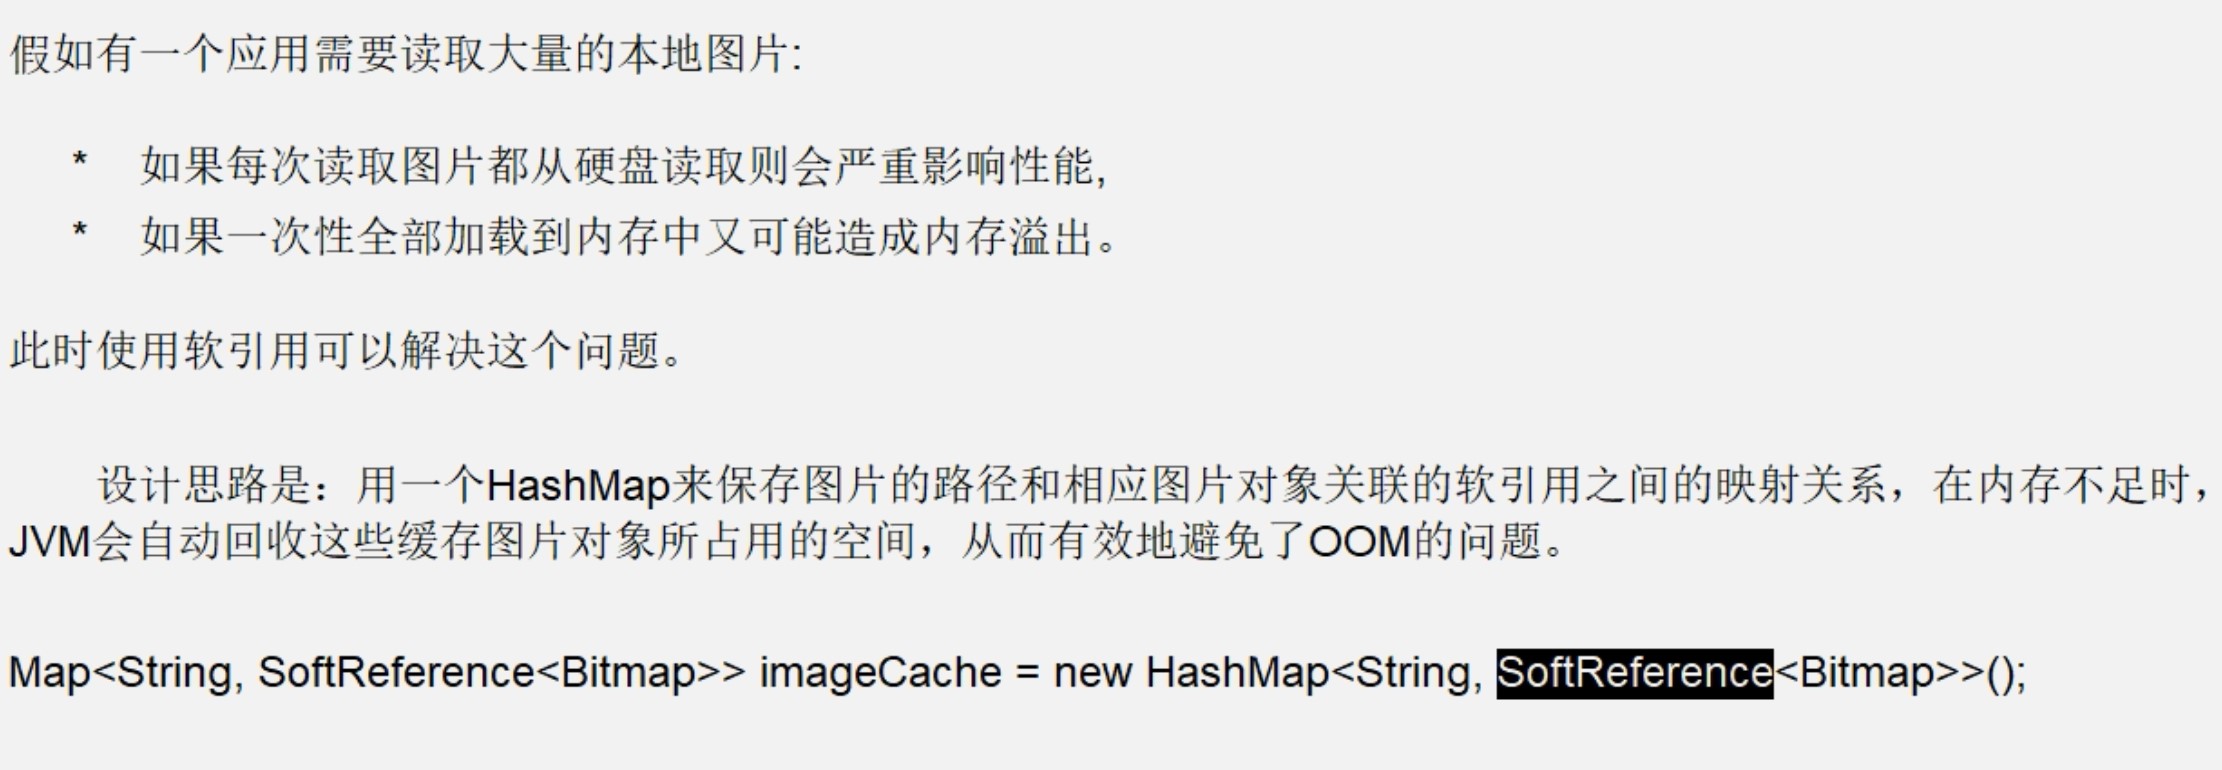 假如有一个应用需要读取大量的本地图片:
* 如果每次读取图片都从硬盘读取则会严重影响性能,
* 如果一次性全部加载到内存中又可能造成内存溢出。
此时使用软引用可以解决这个问题。
设计思路是：用一个HashMap来保存图片的路径和相应图片对象关联的软引用之间的映射关系，在内存不足时，
JVM会自动回收这些缓存图片对象所占用的空间，从而有效地避免了OOM的问题。
Map<String, SoftReference<Bitmap>> imageCache = new HashMap<String, SoftReference<Bitmap>>();